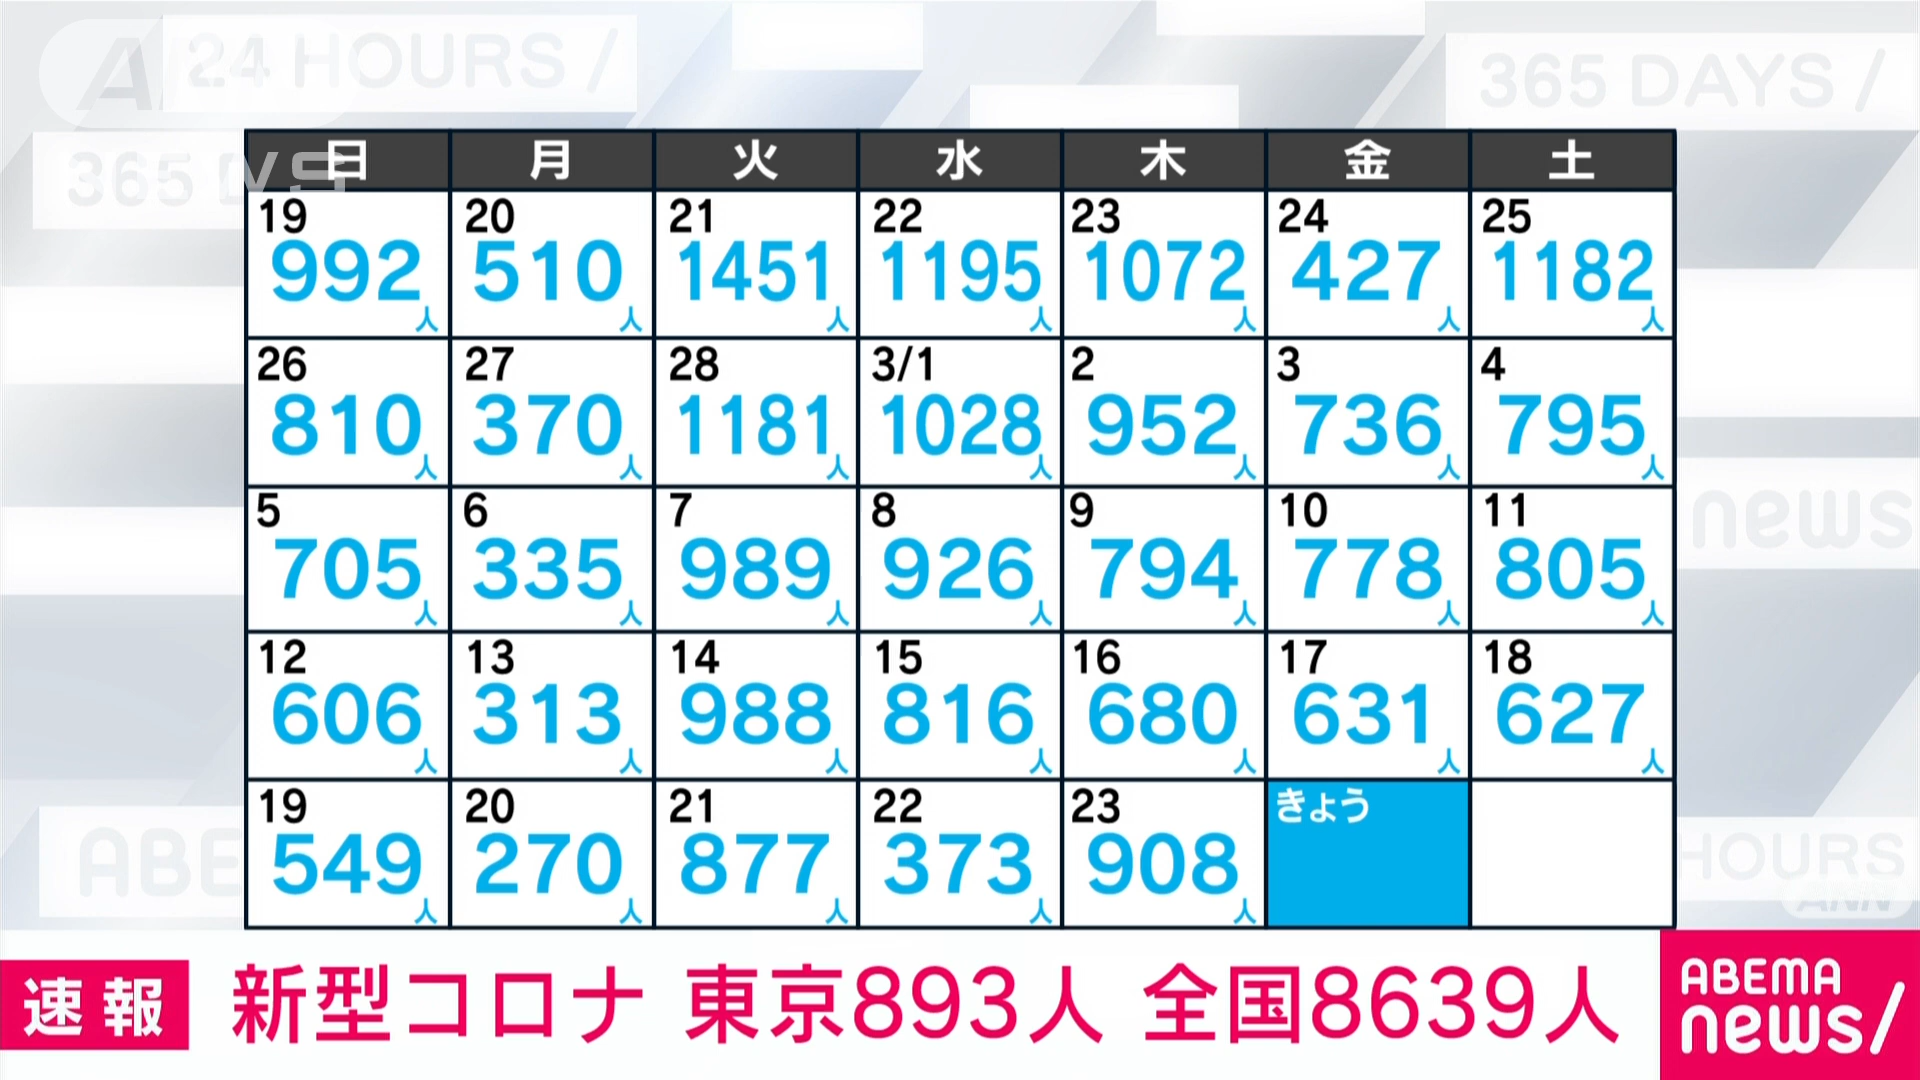 24 HOURS /
365 DAYS /
365 D
日 月 火 水 木 金 土
19 20 21 22 23 24 25
992人 510人 1451人 1195人 1072人 427人 1182人
26 27 28 3/1 2 3 4
810人 370人 1181人 1028人 952人 736人 795人
5 6 7 8 9 10 11
705人 335人 989人 926人 794人 778人 805人
12 13 14 15 16 17 18
606人 313人 988人 816人 680人 631人 627人
19 20 21 22 23 きょう
549人 270人 877人 373人 908人
news
ABE
HOURS
ANN
速報 新型コロナ 東京893人 全国8639人
ABEMA
news/